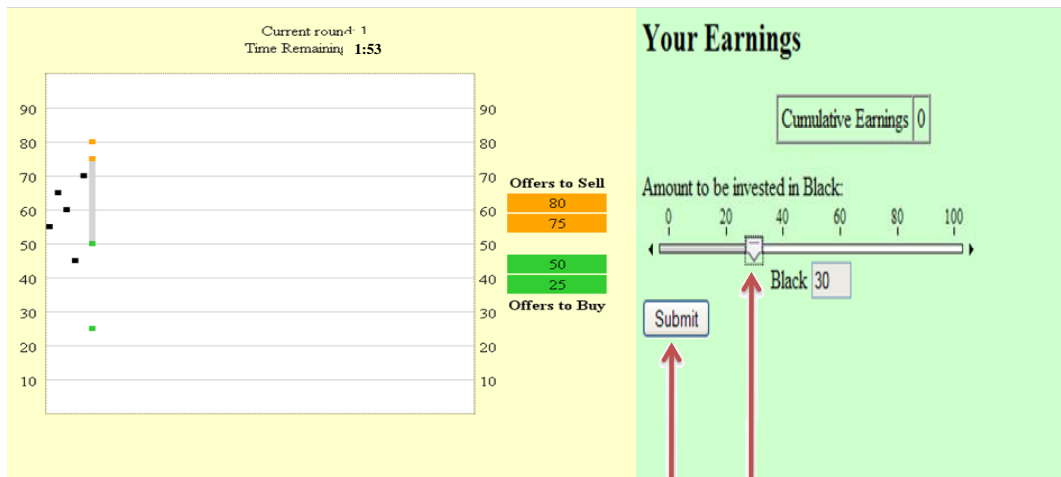 Current round: 1
Time Remaining 1:53
90
80
70
60
50
40
30
20
10
90
80
70
60
50
40
30
20
10
Offers to Sell
80
75
50
25
Offers to Buy
Your Earnings
Cumulative Earnings 0
Amount to be invested in Black:
0 20 40 60 80 100
Black 30
Submit